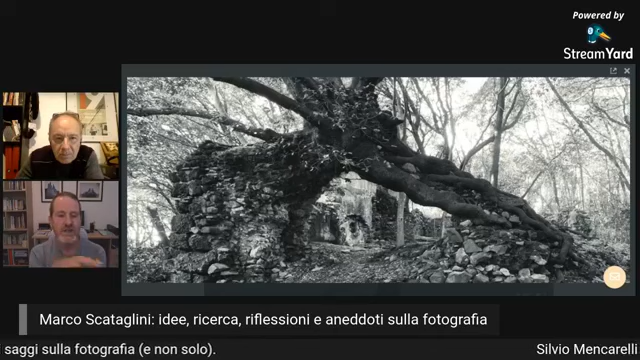 Powered by
StreamYard
Marco Scataglini: idee, ricerca, riflessioni e aneddoti sulla fotografia
saggi sulla fotografia (e non solo).
Silvio Mencarelli